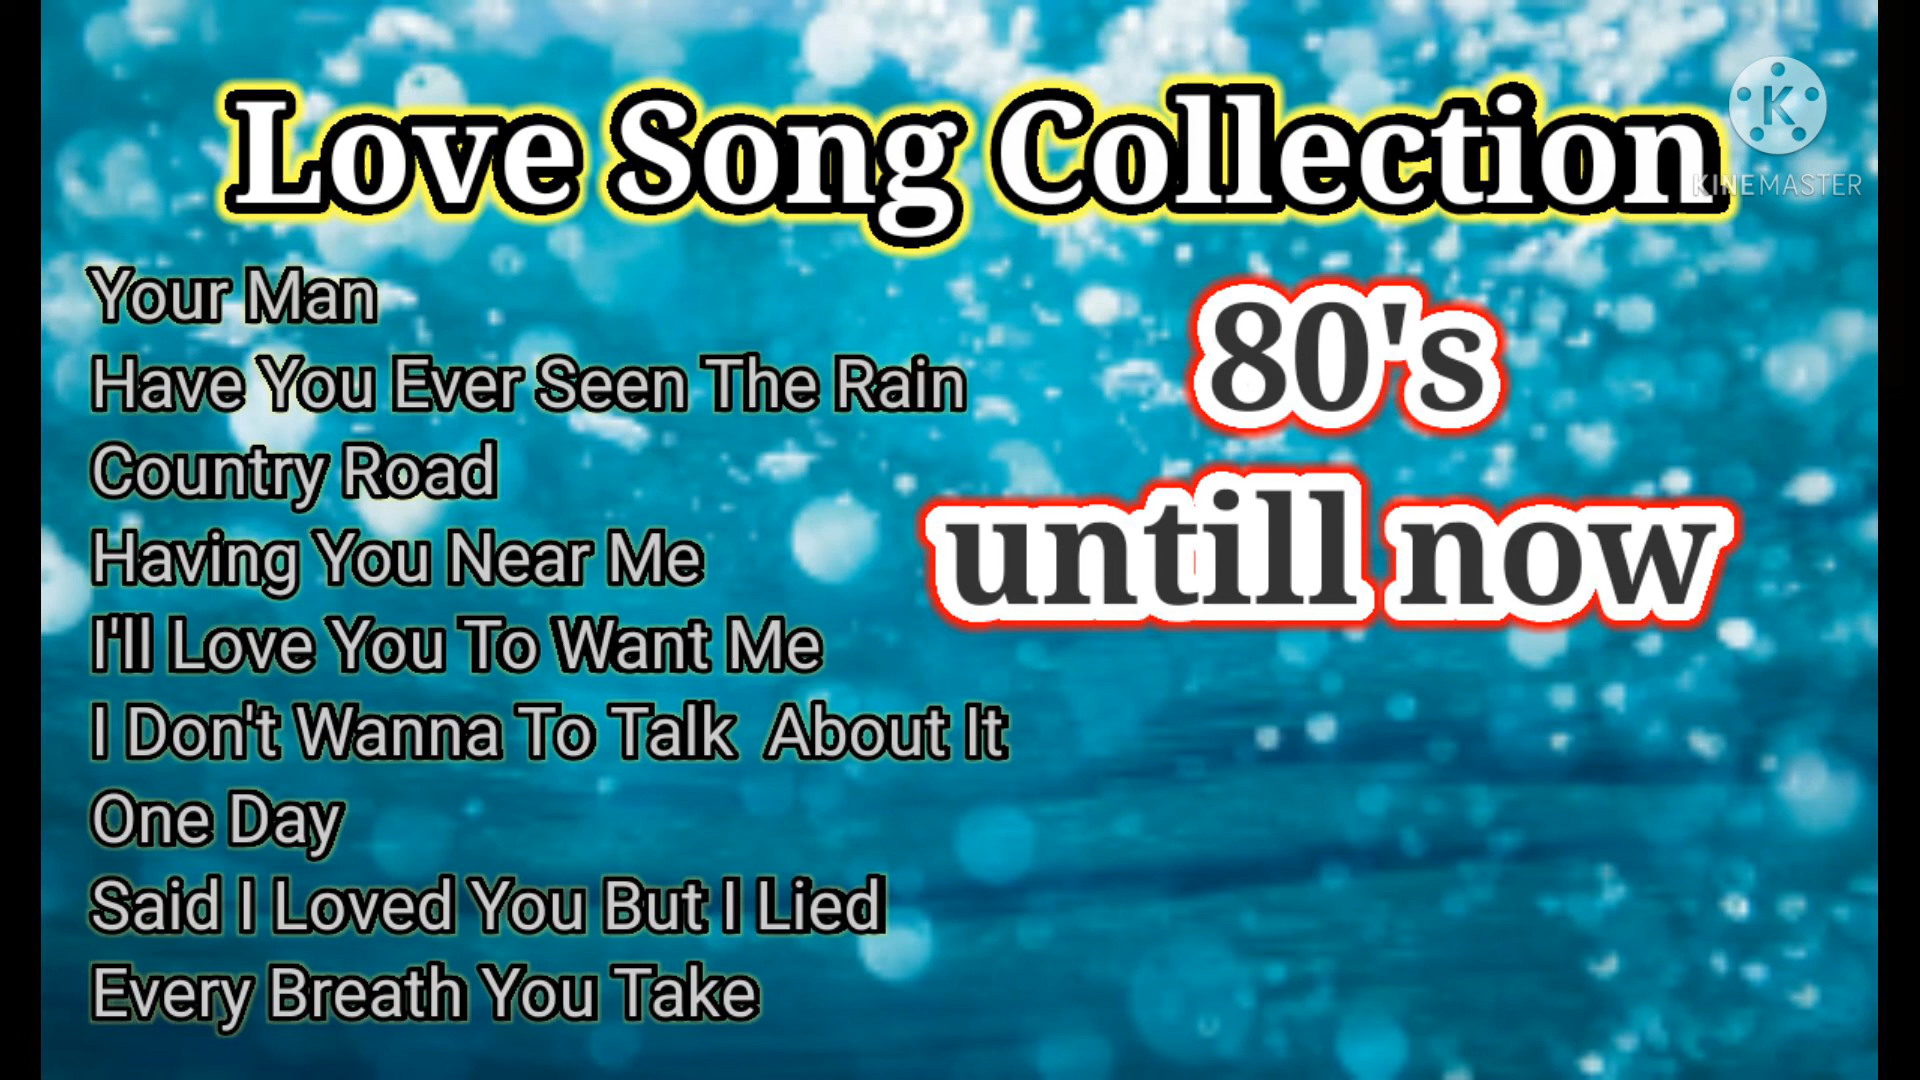 Love Song Collection
KINEMASTER
Your Man
Have You Ever Seen The Rain
Country Road
Having You Near Me
I'll Love You To Want Me
I Don't Wanna To Talk  About It
One Day
Said I Loved You But I Lied
Every Breath You Take
80's
untill now